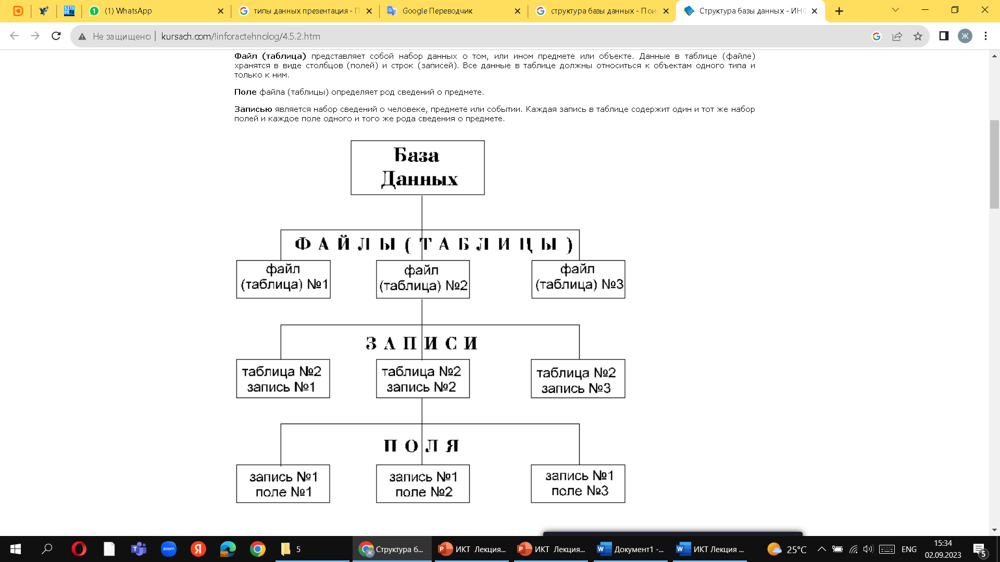 (1) WhatsApp
типы данных презентация - П
Google Переводчик
структура базы данных - Пои
Структура базы данных - ИНФ
Не защищено
kursach.com/!inforactehnolog/4.5.2.htm
Ж
Файл (таблица) представляет собой набор данных о том, или ином предмете или объекте. Данные в таблице (файле)
хранятся в виде столбцов (полей) и строк (записей). Все данные в таблице должны относиться к объектам одного типа и
только к ним.
Поле файла (таблицы) определяет род сведений о предмете.
Записью является набор сведений о человеке, предмете или событии. Каждая запись в таблице содержит один и тот же набор
полей и каждое поле одного и того же рода сведения о предмете.
База
Данных
ФАЙЛЫ(ТАБЛИЦЫ)
файл
(таблица) №1
файл
(таблица) №2
файл
(таблица) №3
ЗАПИСИ
таблица №2
запись №1
таблица №2
запись №2
таблица №2
запись №3
ПОЛЯ
запись №1
поле №1
запись №1
поле №2
запись №1
поле №3
zoom
5
Структура б...
ИКТ Лекция...
ИКТ Лекция...
Документ1 -...
ИКТ Лекция ...
25°C
ENG
15:34
02.09.2023
5